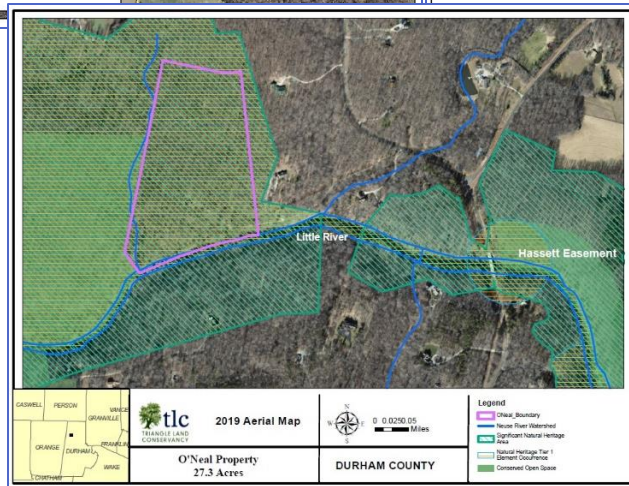 Little River
Hassett Easement
CASWELL
PERSON
GRANVILLE
VANCE
ORANGE
DURHAM
FRANKLIN
WAKE
CHATHAM
tlc
TRIANGLE LAND
CONSERVANCY
2019 Aerial Map
O'Neal Property
27.3 Acres
N
W
E
S
0 0.0250.05
Miles
DURHAM COUNTY
Legend
ONeal_Boundary
Neuse River Watershed
Significant Natural Heritage
Area
Natural Heritage Tier 1
Element Occurrence
Conserved Open Space